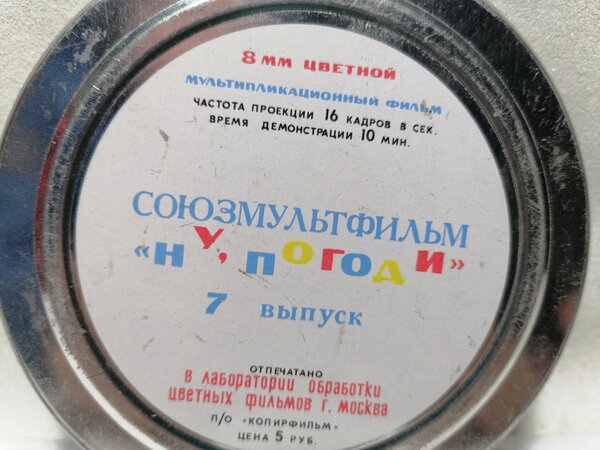 8 мм ЦВЕТНОЙ
МУЛЬТИПЛИКАЦИОННЫЙ ФИЛЬМ
ЧАСТОТА ПРОЕКЦИИ 16 КАДРОВ В СЕК.
ВРЕМЯ ДЕМОНСТРАЦИИ 10 МИН.
СОЮЗМУЛЬТФИЛЬМ
«НУ, ПОГОДИ»
7 ВЫПУСК
ОТПЕЧАТАНО
В ЛАБОРАТОРИИ ОБРАБОТКИ
ЦВЕТНЫХ ФИЛЬМОВ Г. МОСКВА
П/О «КОПИРФИЛЬМ»
ЦЕНА 5 РУБ.